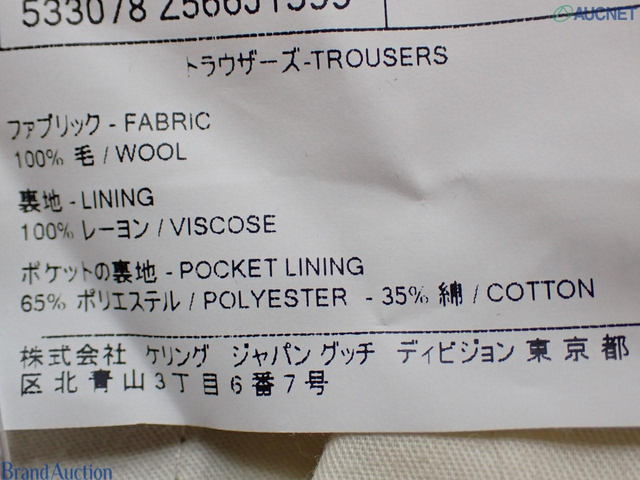 AUCNET
トラウザーズ-TROUSERS
ファブリック - FABRIC
100% 毛 / WOOL
裏地 - LINING
100% レーヨン / VISCOSE
ポケットの裏地 - POCKET LINING
65% ポリエステル / POLYESTER - 35% 綿 / COTTON
株式会社 ケリング ジャパン グッチ ディビジョン 東京都
区北青山3丁目6番7号
Brand Auction